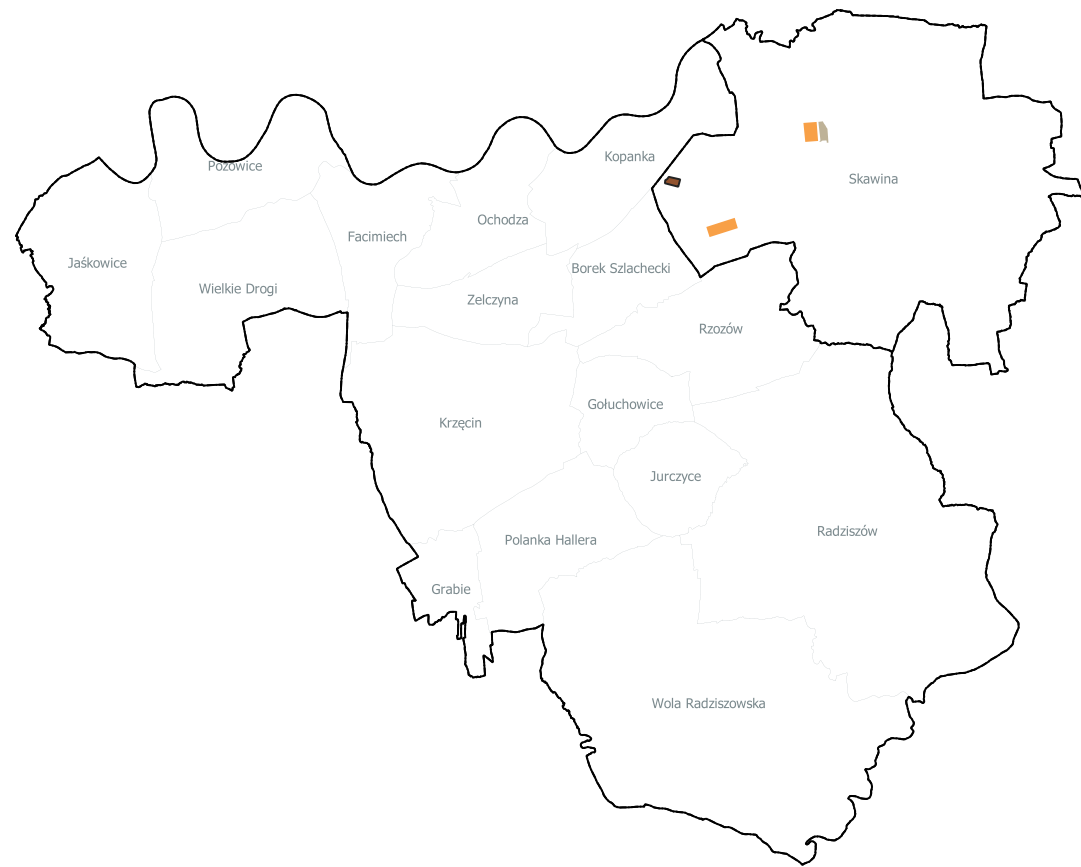 Kopanka
Pozowice
Skawina
Ochodza
Facimiech
Jaśkowice
Borek Szlachecki
Wielkie Drogi
Zelczyna
Rzozów
Gołuchowice
Krzęcin
Jurczyce
Radziszów
Polanka Hallera
Grabie
Wola Radziszowska